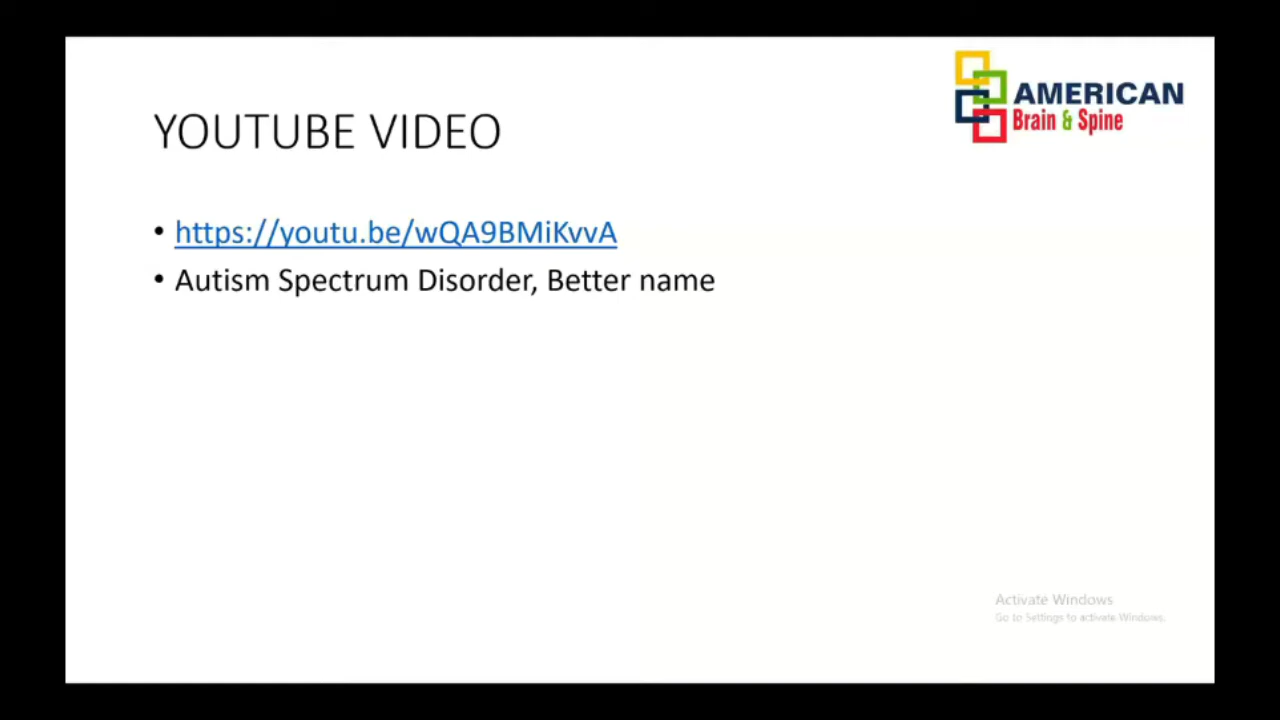 AMERICAN
Brain & Spine
YOUTUBE VIDEO
• https://youtu.be/wQA9BMiKvvA
• Autism Spectrum Disorder, Better name
Activate Windows
Go to Settings to activate Windows.